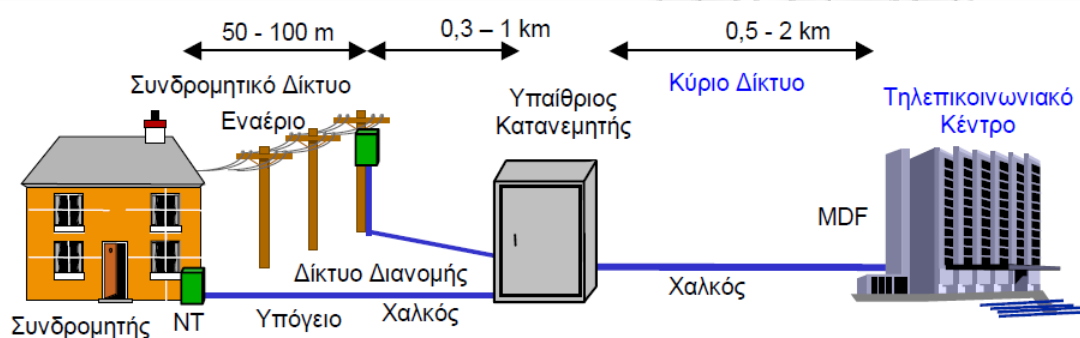 50 - 100 m
0,3 – 1 km
0,5 - 2 km
Συνδρομητικό Δίκτυο
Εναέριο
Υπαίθριος
Κατανεμητής
Κύριο Δίκτυο
Τηλεπικοινωνιακό
Κέντρο
MDF
Δίκτυο Διανομής
Χαλκός
Συνδρομητής
NT
Υπόγειο
Χαλκός